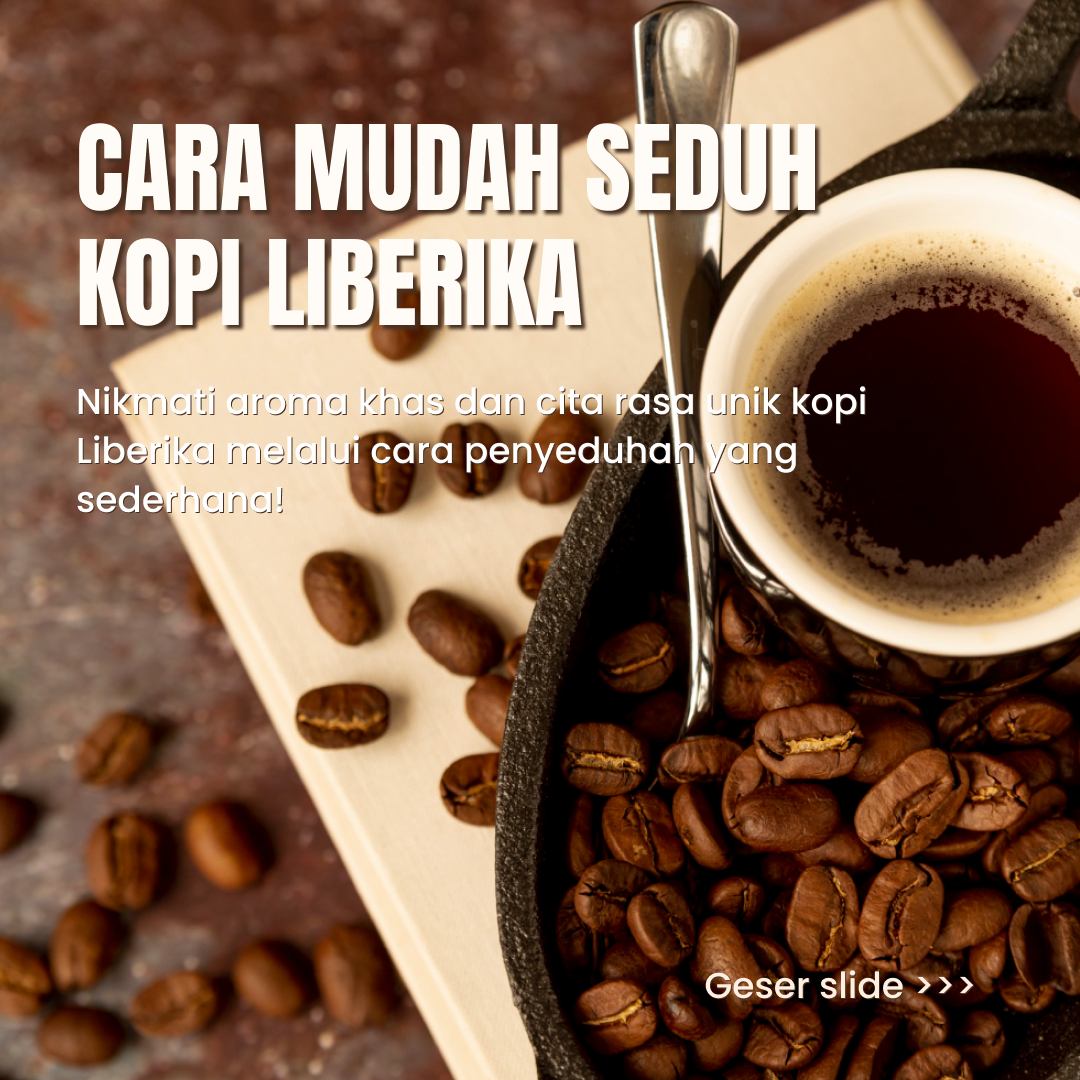 CARA MUDAH SEDUH
KOPI LIBERIKA
Nikmati aroma khas dan cita rasa unik kopi
Liberika melalui cara penyeduhan yang
sederhana!
Geser slide >>>